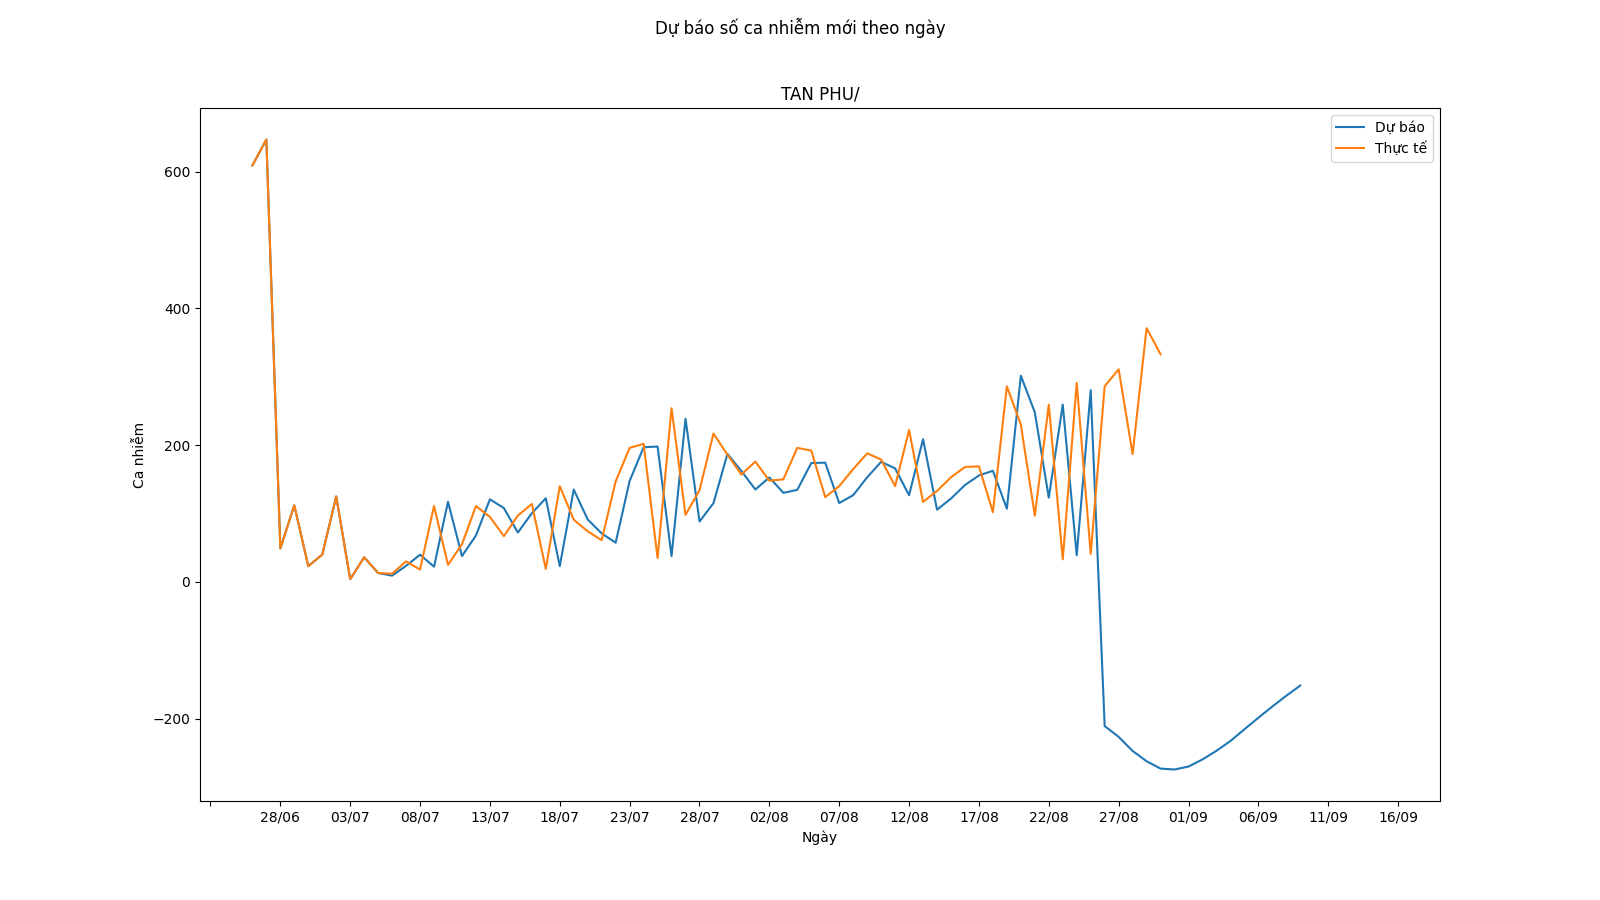 Dự báo số ca nhiễm mới theo ngày
TAN PHU/
Dự báo
Thực tế
600
400
200
0
−200
Ca nhiễm
28/06 03/07 08/07 13/07 18/07 23/07 28/07 02/08 07/08 12/08 17/08 22/08 27/08 01/09 06/09 11/09 16/09
Ngày